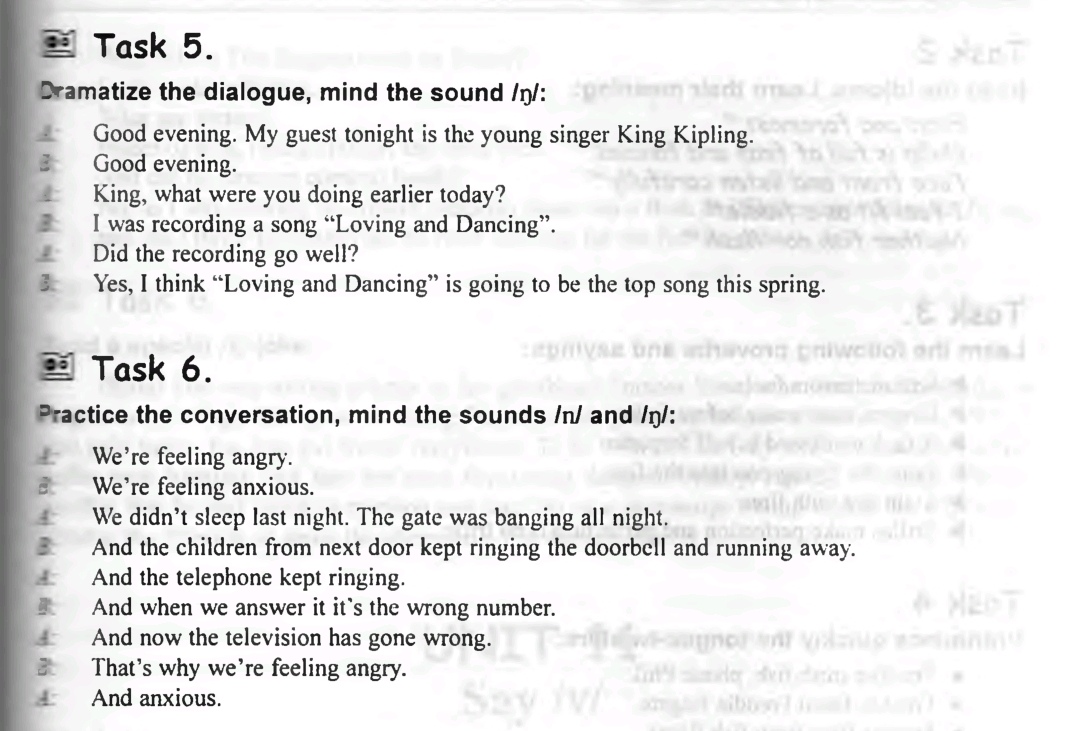 Task 5.
Dramatize the dialogue, mind the sound /ŋ/:
A: Good evening. My guest tonight is the young singer King Kipling.
B: Good evening.
A: King, what were you doing earlier today?
B: I was recording a song “Loving and Dancing”.
A: Did the recording go well?
B: Yes, I think “Loving and Dancing” is going to be the top song this spring.
Task 6.
Practice the conversation, mind the sounds /n/ and /ŋ/:
A: We’re feeling angry.
B: We’re feeling anxious.
A: We didn’t sleep last night. The gate was banging all night.
B: And the children from next door kept ringing the doorbell and running away.
A: And the telephone kept ringing.
B: And when we answer it it’s the wrong number.
A: And now the television has gone wrong.
B: That’s why we’re feeling angry.
A: And anxious.